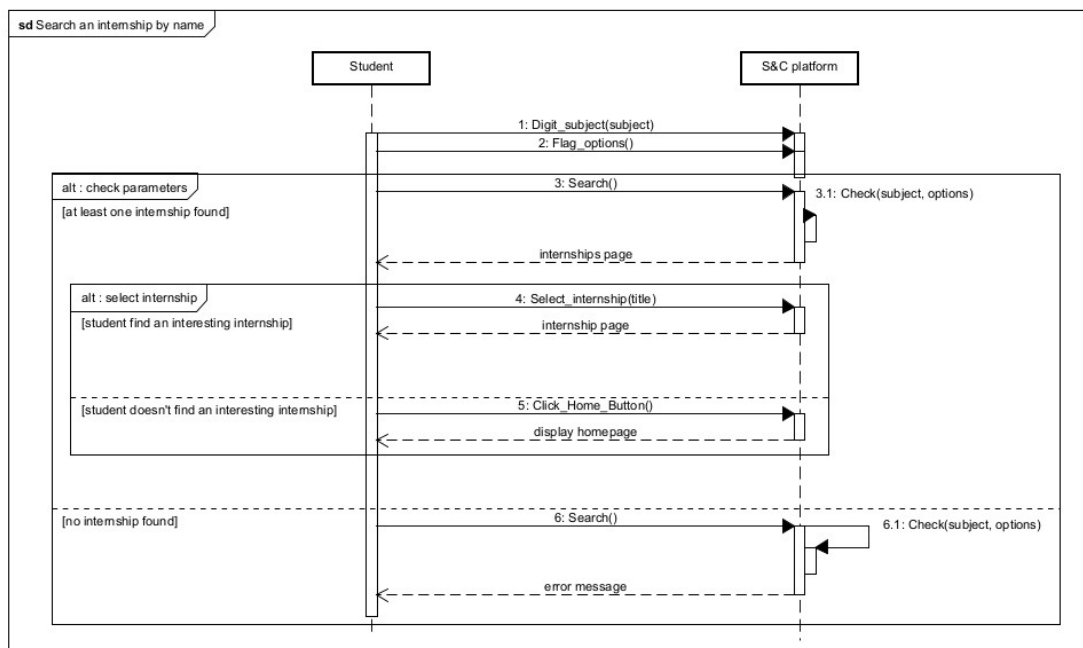 sd Search an internship by name
Student
S&C platform
1: Digit_subject(subject)
2: Flag_options()
alt : check parameters
3: Search()
3.1: Check(subject, options)
[at least one internship found]
internships page
alt : select internship
4: Select_internship(title)
[student find an interesting internship]
internship page
[student doesn't find an interesting internship]
5: Click_Home_Button()
display homepage
[no internship found]
6: Search()
6.1: Check(subject, options)
error message